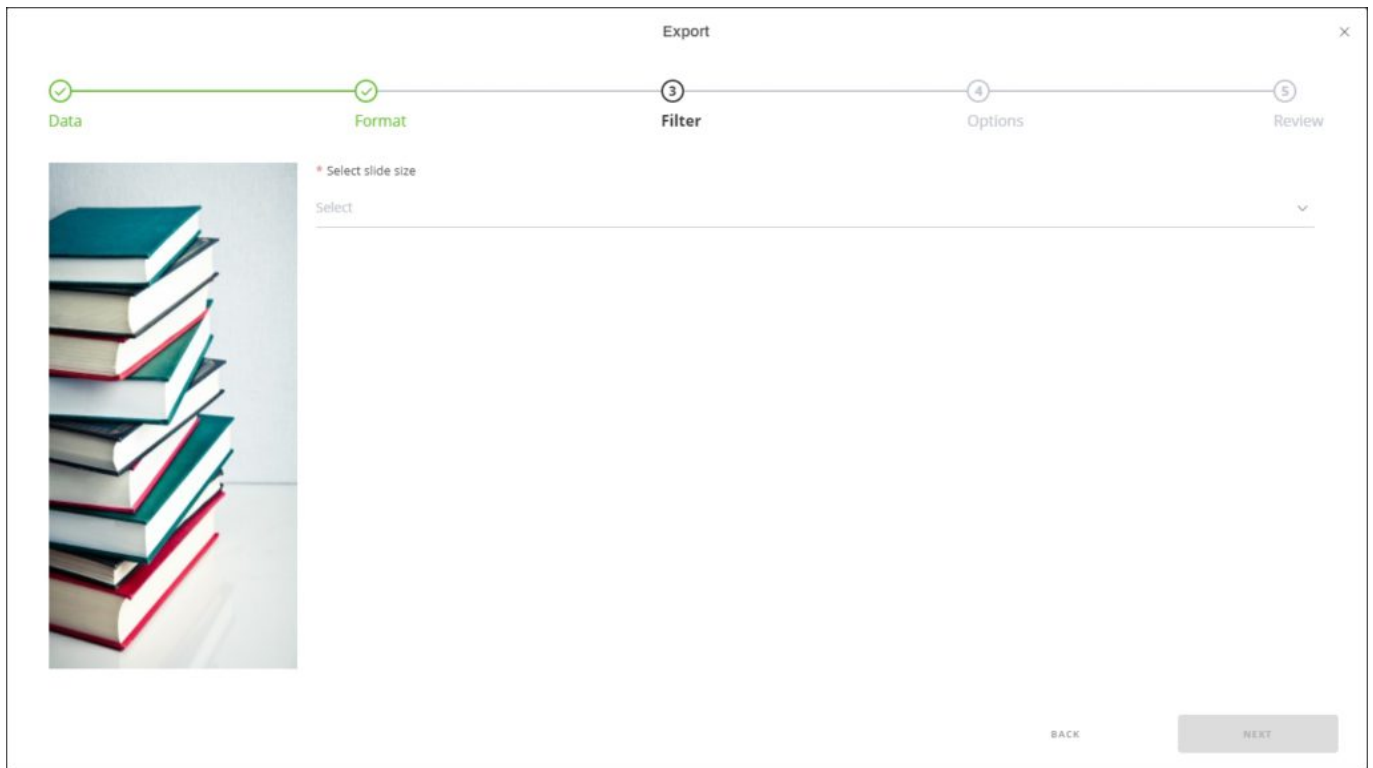 Export
3
4
5
Data
Format
Filter
Options
Review
* Select slide size
Select
BACK
NEXT